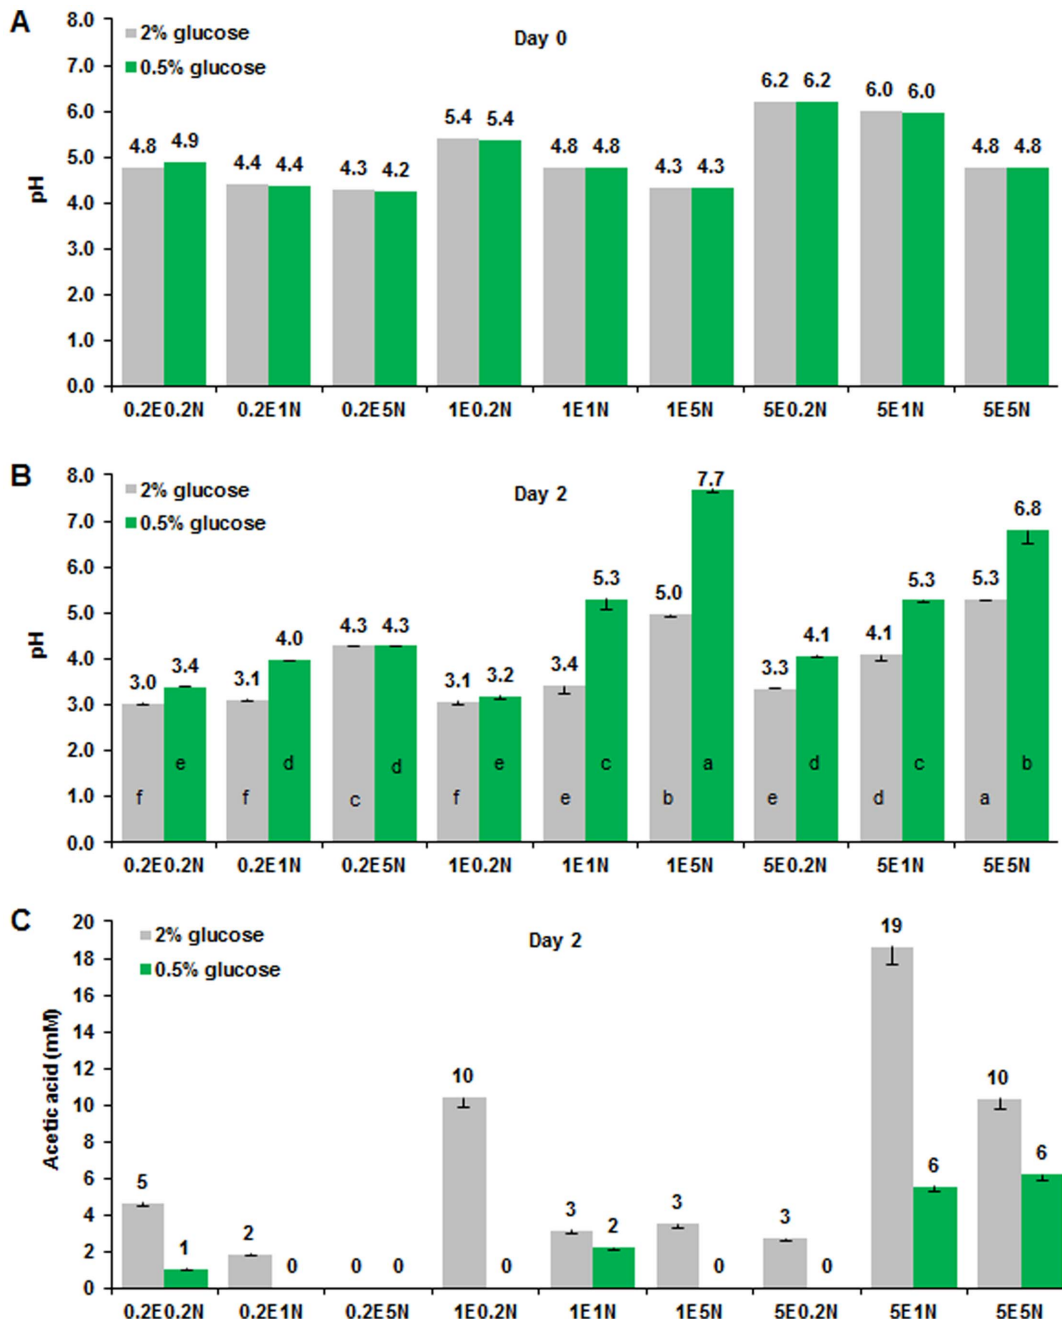 A
Day 0
2% glucose
0.5% glucose
pH
8.0
7.0
6.0
5.0
4.0
3.0
2.0
1.0
0.0
4.8 4.9 4.4 4.4 4.3 4.2 5.4 5.4 4.8 4.8 4.3 4.3 6.2 6.2 6.0 6.0 4.8 4.8
0.2E0.2N 0.2E1N 0.2E5N 1E0.2N 1E1N 1E5N 5E0.2N 5E1N 5E5N
B
Day 2
2% glucose
0.5% glucose
pH
8.0
7.0
6.0
5.0
4.0
3.0
2.0
1.0
0.0
3.0 3.4 3.1 4.0 4.3 4.3 3.1 3.2 3.4 5.3 5.0 7.7 3.3 4.1 4.1 5.3 5.3 6.8
f e f d c d f e e c b a e d d c a b
0.2E0.2N 0.2E1N 0.2E5N 1E0.2N 1E1N 1E5N 5E0.2N 5E1N 5E5N
C
Day 2
2% glucose
0.5% glucose
Acetic acid (mM)
20
18
16
14
12
10
8
6
4
2
0
5 1 2 0 0 0 10 0 3 2 3 0 3 0 19 6 10 6
0.2E0.2N 0.2E1N 0.2E5N 1E0.2N 1E1N 1E5N 5E0.2N 5E1N 5E5N